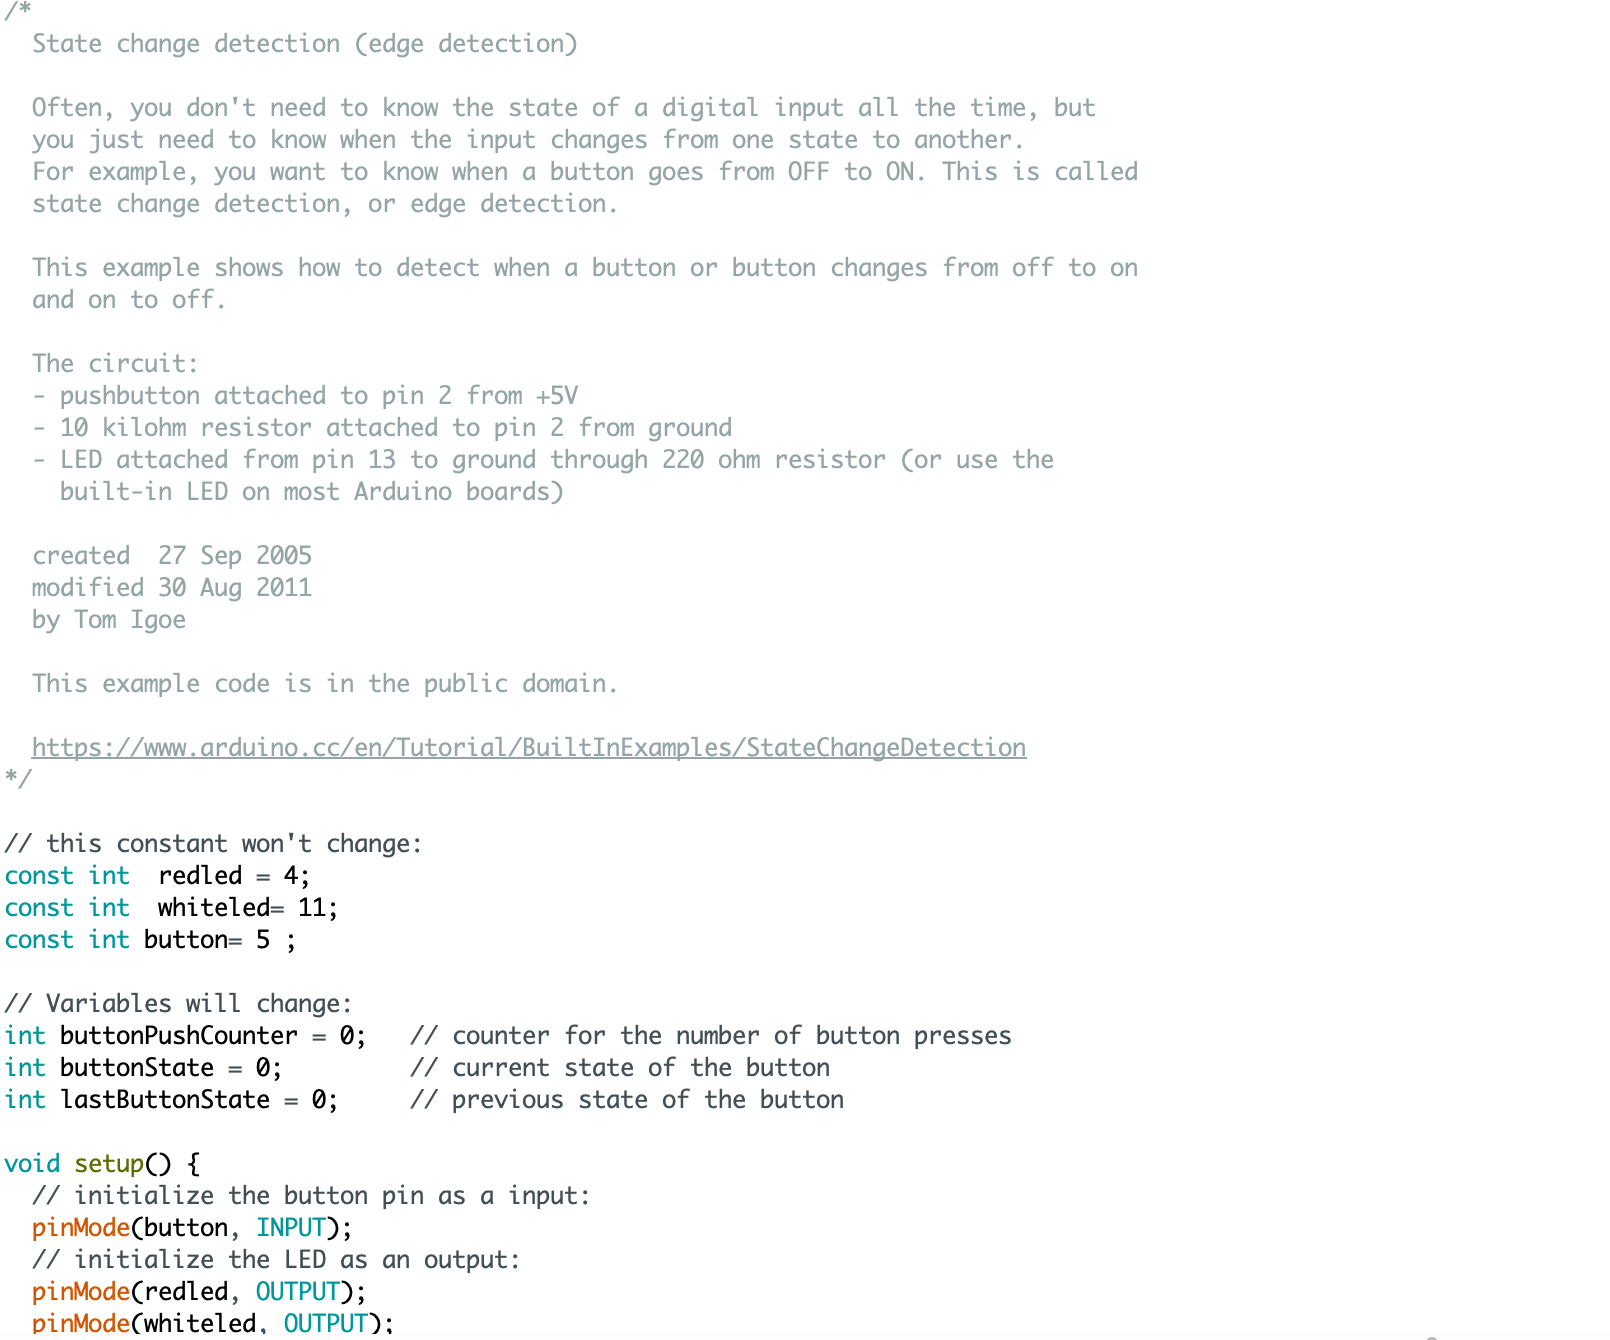 /*
  State change detection (edge detection)

  Often, you don't need to know the state of a digital input all the time, but
  you just need to know when the input changes from one state to another.
  For example, you want to know when a button goes from OFF to ON. This is called
  state change detection, or edge detection.

  This example shows how to detect when a button or button changes from off to on
  and on to off.

  The circuit:
  - pushbutton attached to pin 2 from +5V
  - 10 kilohm resistor attached to pin 2 from ground
  - LED attached from pin 13 to ground through 220 ohm resistor (or use the
    built-in LED on most Arduino boards)

  created  27 Sep 2005
  modified 30 Aug 2011
  by Tom Igoe

  This example code is in the public domain.

  https://www.arduino.cc/en/Tutorial/BuiltInExamples/StateChangeDetection
*/

// this constant won't change:
const int  redled = 4;
const int  whiteled= 11;
const int button= 5 ;

// Variables will change:
int buttonPushCounter = 0;   // counter for the number of button presses
int buttonState = 0;         // current state of the button
int lastButtonState = 0;     // previous state of the button

void setup() {
  // initialize the button pin as a input:
  pinMode(button, INPUT);
  // initialize the LED as an output:
  pinMode(redled, OUTPUT);
  pinMode(whiteled, OUTPUT);